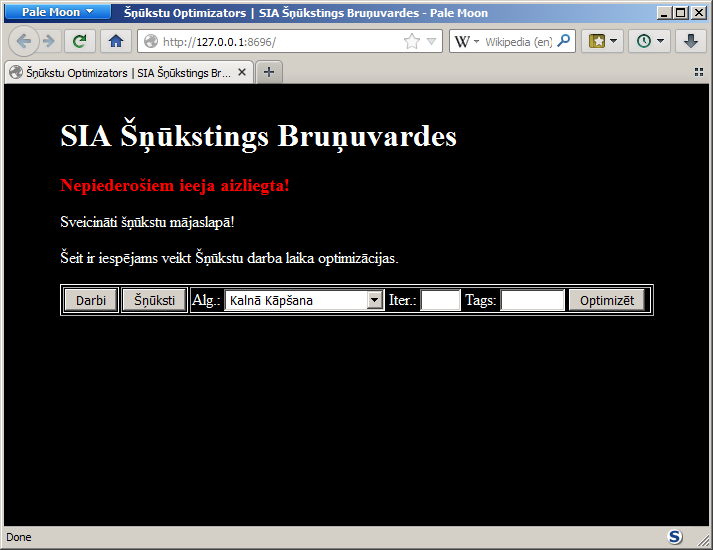 Pale Moon
Šņūkstu Optimizators | SIA Šņūkstings Bruņuvardes - Pale Moon
http://127.0.0.1:8696/
W
Wikipedia (en)
Šņūkstu Optimizators | SIA Šņūkstings Br...
SIA Šņūkstings Bruņuvardes
Nepiederošiem ieeja aizliegta!
Sveicināti šņūkstu mājaslapā!
Šeit ir iespējams veikt Šņūkstu darba laika optimizācijas.
Darbi Šņūksti Alg.: Kalnā Kāpšana Iter.: Tags: Optimizēt
Done
S